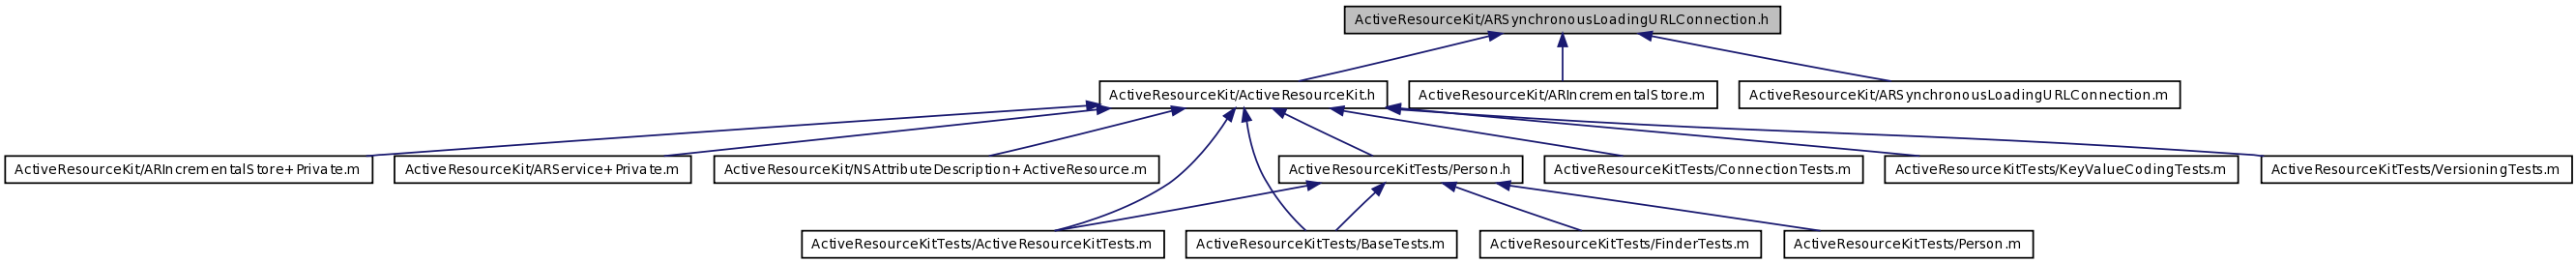 ActiveResourceKit/ARSynchronousLoadingURLConnection.h
ActiveResourceKit/ActiveResourceKit.h
ActiveResourceKit/ARIncrementalStore.m
ActiveResourceKit/ARSynchronousLoadingURLConnection.m
ActiveResourceKit/ARIncrementalStore+Private.m
ActiveResourceKit/ARService+Private.m
ActiveResourceKit/NSAttributeDescription+ActiveResource.m
ActiveResourceKitTests/Person.h
ActiveResourceKitTests/ConnectionTests.m
ActiveResourceKitTests/KeyValueCodingTests.m
ActiveResourceKitTests/VersioningTests.m
ActiveResourceKitTests/ActiveResourceKitTests.m
ActiveResourceKitTests/BaseTests.m
ActiveResourceKitTests/FinderTests.m
ActiveResourceKitTests/Person.m